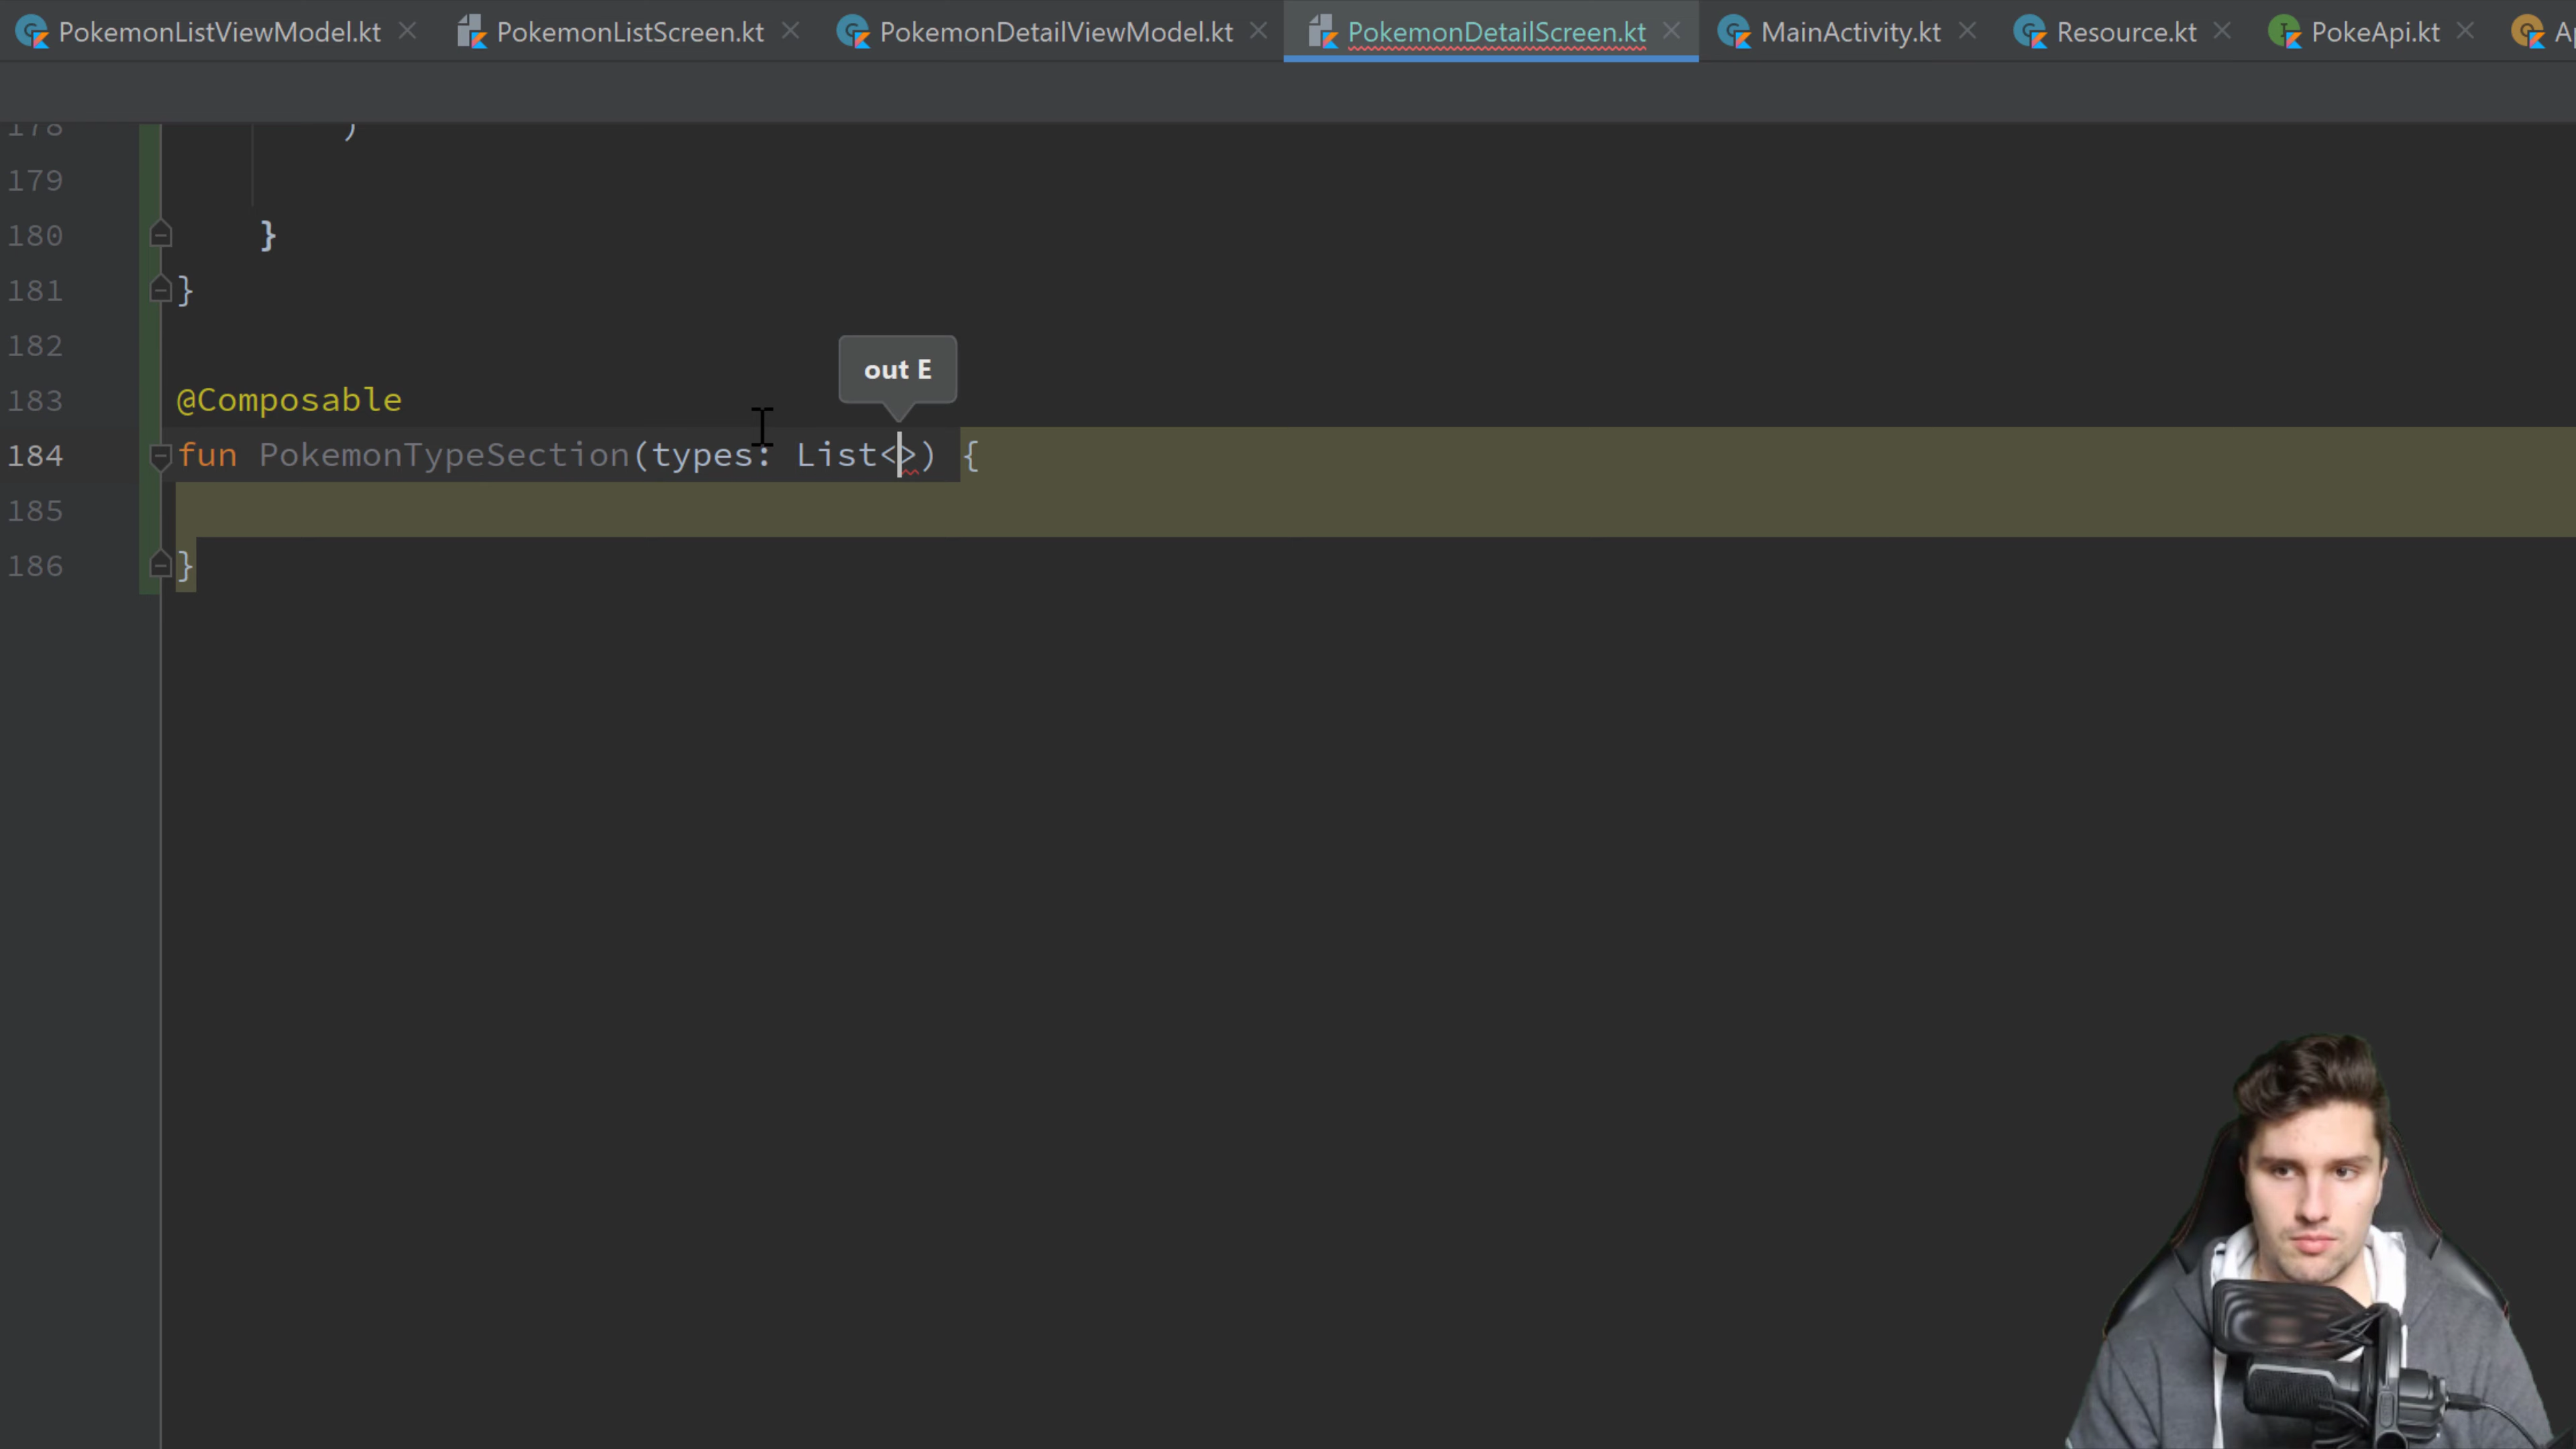 PokemonListViewModel.kt PokemonListScreen.kt PokemonDetailViewModel.kt PokemonDetailScreen.kt MainActivity.kt Resource.kt PokeApi.kt
178 )
179
180 }
181 }
182
out E
183 @Composable
184 fun PokemonTypeSection(types: List<>) {
185
186 }